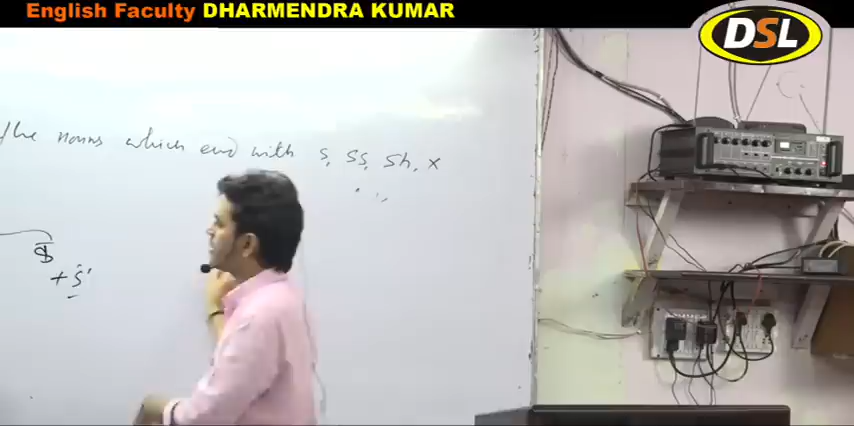 English Faculty DHARMENDRA KUMAR
DSL
the nouns which end with s, ss, sh, x
+ s'